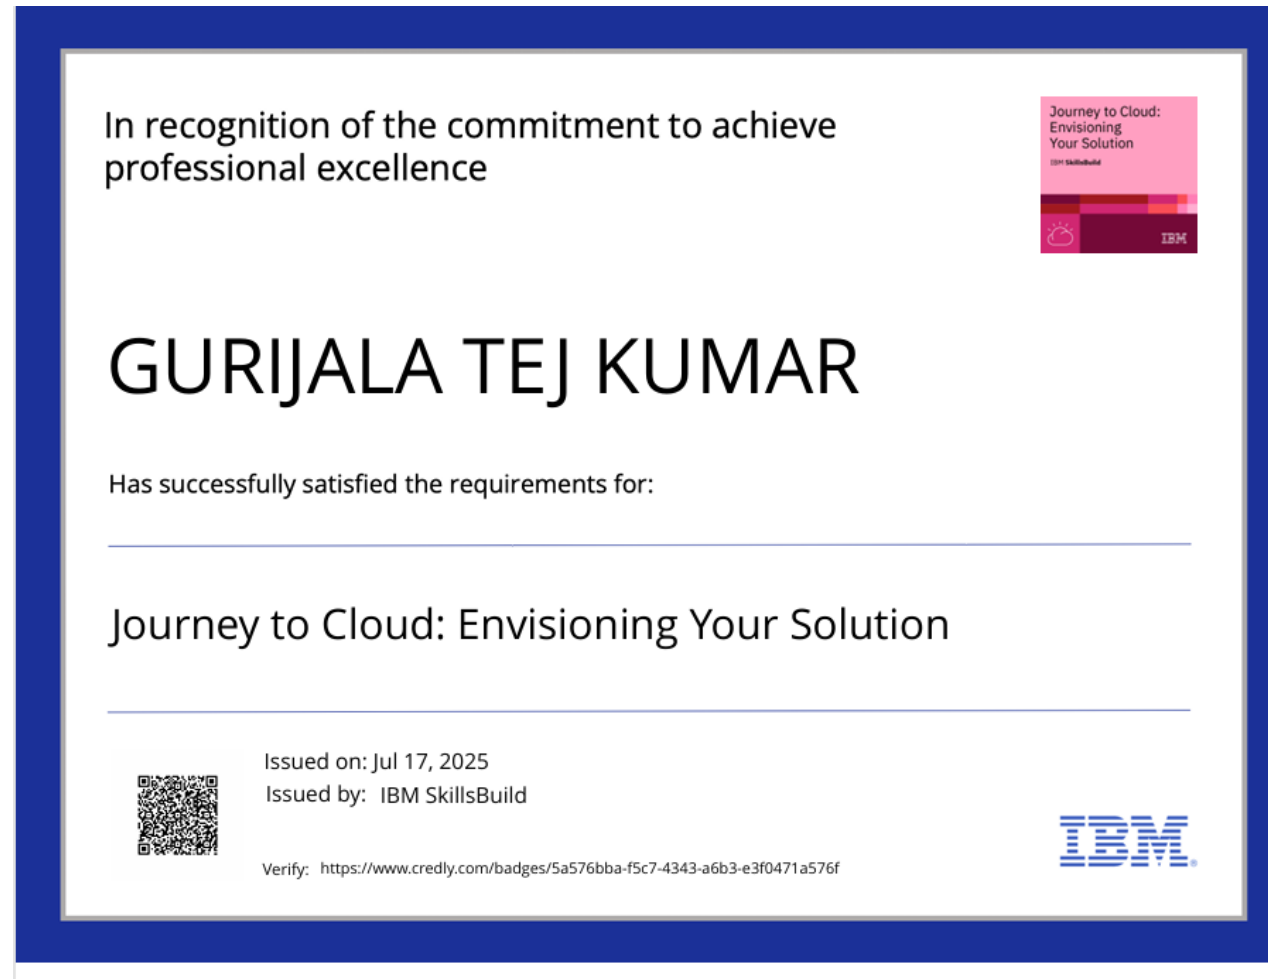 In recognition of the commitment to achieve
professional excellence
Journey to Cloud:
Envisioning
Your Solution
IBM SkillsBuild
IBM
GURIJALA TEJ KUMAR
Has successfully satisfied the requirements for:
Journey to Cloud: Envisioning Your Solution
Issued on: Jul 17, 2025
Issued by: IBM SkillsBuild
IBM®
Verify: https://www.credly.com/badges/5a576bba-f5c7-4343-a6b3-e3f0471a576f